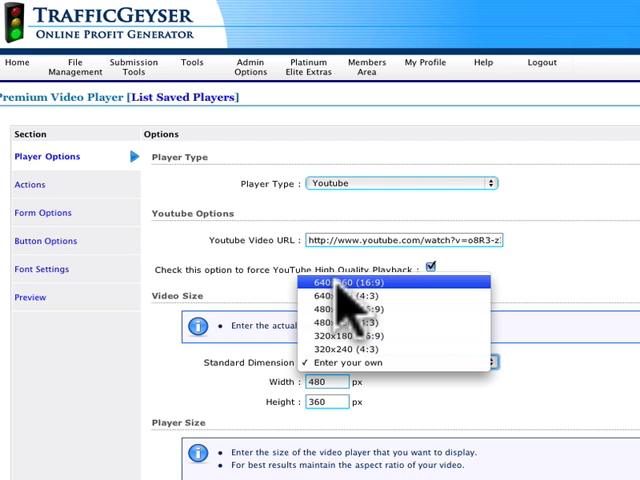 TRAFFICGEYSER
ONLINE PROFIT GENERATOR
Home File Management Submission Tools Tools Admin Options Platinum Elite Extras Members Area My Profile Help Logout
Premium Video Player [List Saved Players]
Section Options
Player Options
Actions
Form Options
Button Options
Font Settings
Preview
Player Type
Player Type : Youtube
Youtube Options
Youtube Video URL : http://www.youtube.com/watch?v=o8R3-z
Check this option to force YouTube High Quality Playback :
Video Size
Enter the actual
(16:9)
(4:3)
320x240 (4:3)
Standard Dimension ✓ Enter your own
Width : 480 px
Height : 360 px
Player Size
Enter the size of the video player that you want to display.
For best results maintain the aspect ratio of your video.